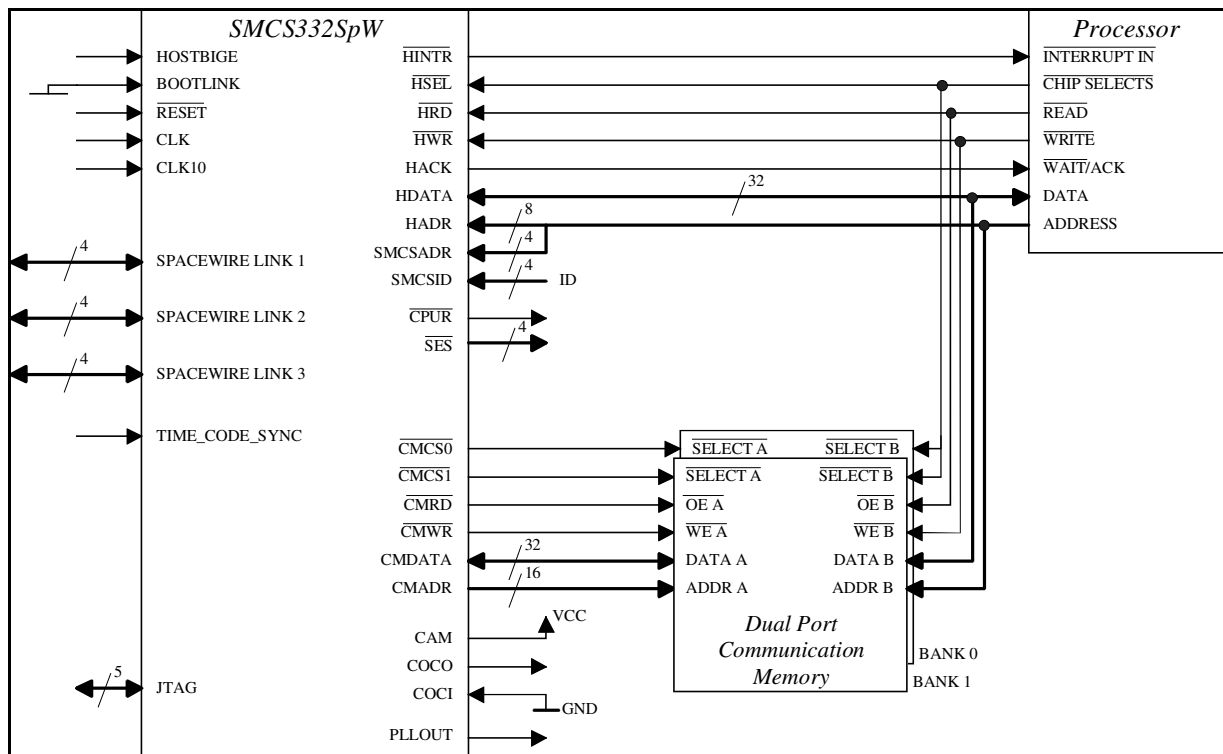 SMCS332SpW
Processor
HOSTBIGE
BOOTLINK
RESET
CLK
CLK10
SPACEWIRE LINK 1
SPACEWIRE LINK 2
SPACEWIRE LINK 3
TIME_CODE_SYNC
JTAG
4
4
4
5
HINTR
HSEL
HRD
HWR
HACK
HDATA
HADR
SMCSADR
SMCSID
CPUR
SES
CMCS0
CMCS1
CMRD
CMWR
CMDATA
CMADR
CAM
COCO
COCI
PLLOUT
32
8
4
4
ID
4
32
16
VCC
GND
INTERRUPT IN
CHIP SELECTS
READ
WRITE
WAIT/ACK
DATA
ADDRESS
SELECT A SELECT B
SELECT A SELECT B
OE A OE B
WE A WE B
DATA A DATA B
ADDR A ADDR B
Dual Port
Communication
Memory
BANK 0
BANK 1